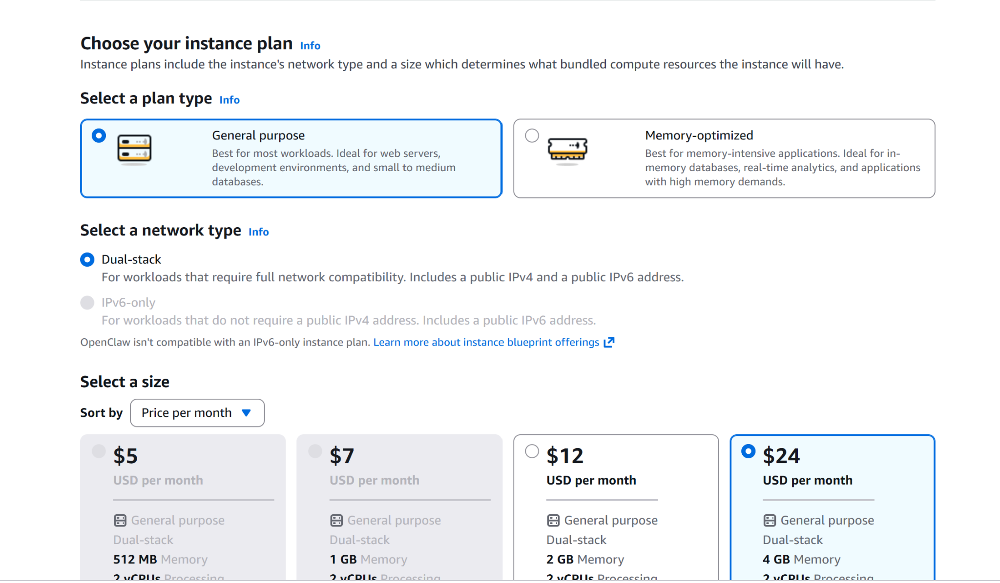 Choose your instance plan Info
Instance plans include the instance's network type and a size which determines what bundled compute resources the instance will have.
Select a plan type Info
General purpose
Best for most workloads. Ideal for web servers,
development environments, and small to medium
databases.
Memory-optimized
Best for memory-intensive applications. Ideal for in-
memory databases, real-time analytics, and applications
with high memory demands.
Select a network type Info
Dual-stack
For workloads that require full network compatibility. Includes a public IPv4 and a public IPv6 address.
IPv6-only
For workloads that do not require a public IPv4 address. Includes a public IPv6 address.
OpenClaw isn't compatible with an IPv6-only instance plan. Learn more about instance blueprint offerings
Select a size
Sort by Price per month
$5
USD per month
General purpose
Dual-stack
512 MB Memory
2 vCPUs Processing
$7
USD per month
General purpose
Dual-stack
1 GB Memory
2 vCPUs Processing
$12
USD per month
General purpose
Dual-stack
2 GB Memory
2 vCPUs Processing
$24
USD per month
General purpose
Dual-stack
4 GB Memory
2 vCPUs Processing